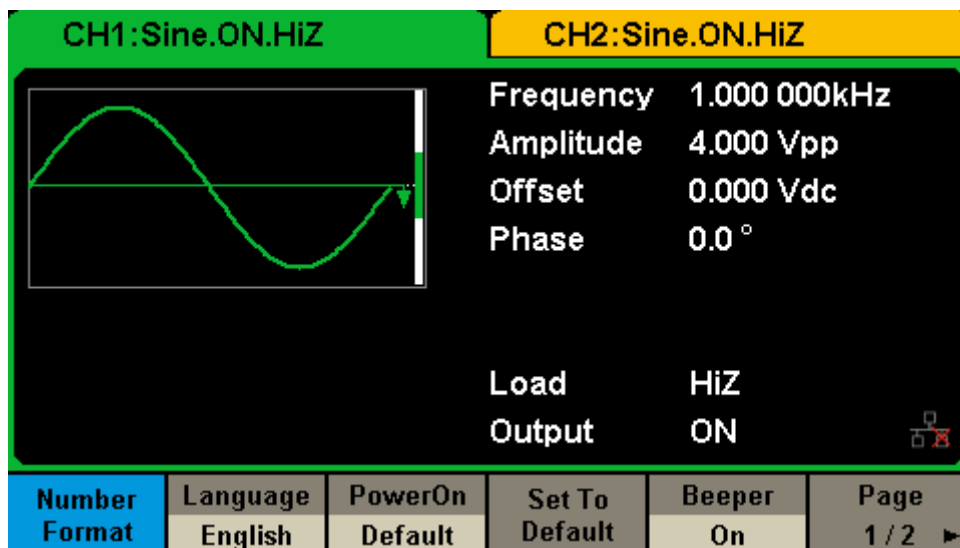 CH1:Sine.ON.HiZ
CH2:Sine.ON.HiZ
Frequency 1.000 000kHz
Amplitude 4.000 Vpp
Offset 0.000 Vdc
Phase 0.0 °
Load HiZ
Output ON
Number Format
Language English
PowerOn Default
Set To Default
Beeper On
Page 1/2 ►